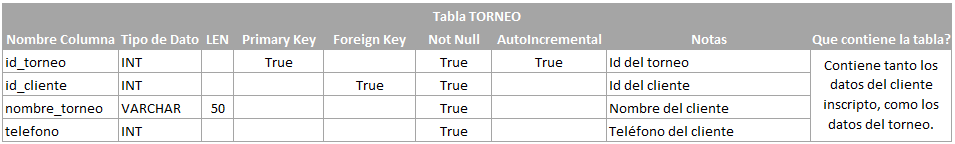 Tabla TORNEO
Nombre Columna Tipo de Dato LEN Primary Key Foreign Key Not Null AutoIncremental Notas Que contiene la tabla?
id_torneo INT True True True Id del torneo
id_cliente INT True True Id del cliente
nombre_torneo VARCHAR 50 True Nombre del cliente
telefono INT True Teléfono del cliente
Contiene tanto los
datos del cliente
inscripto, como los
datos del torneo.